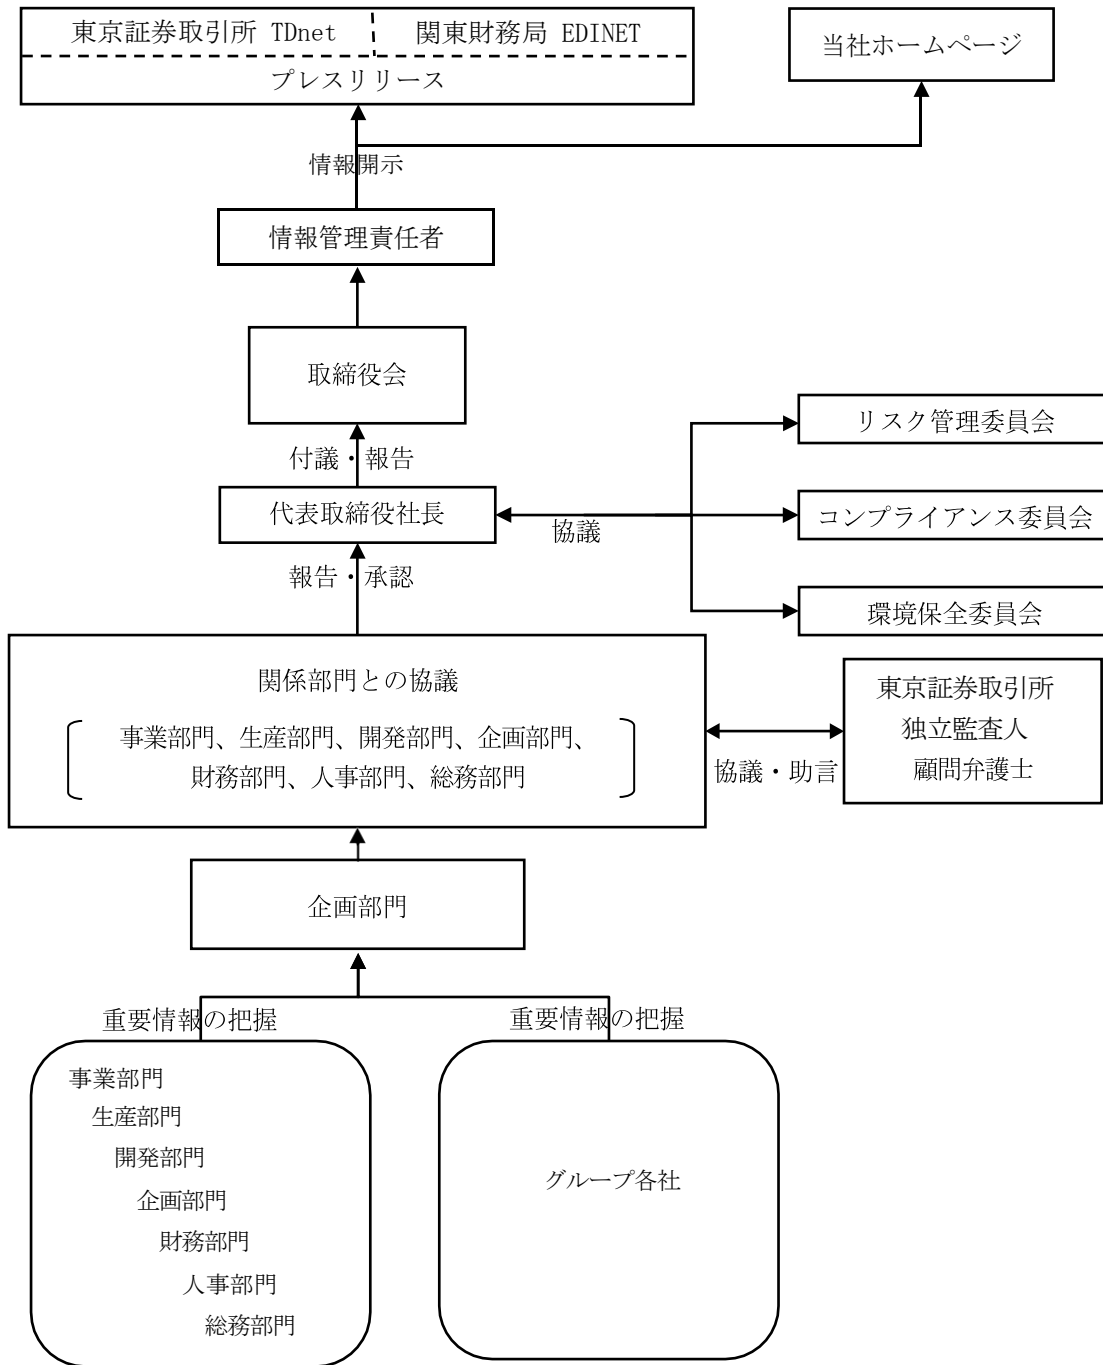 東京証券取引所 TDnet
関東財務局 EDINET
プレスリリース
当社ホームページ
情報開示
情報管理責任者
取締役会
付議・報告
代表取締役社長
協議
リスク管理委員会
コンプライアンス委員会
環境保全委員会
報告・承認
関係部門との協議
事業部門、生産部門、開発部門、企画部門、
財務部門、人事部門、総務部門
協議・助言
東京証券取引所
独立監査人
顧問弁護士
企画部門
重要情報の把握
重要情報の把握
事業部門
生産部門
開発部門
企画部門
財務部門
人事部門
総務部門
グループ各社